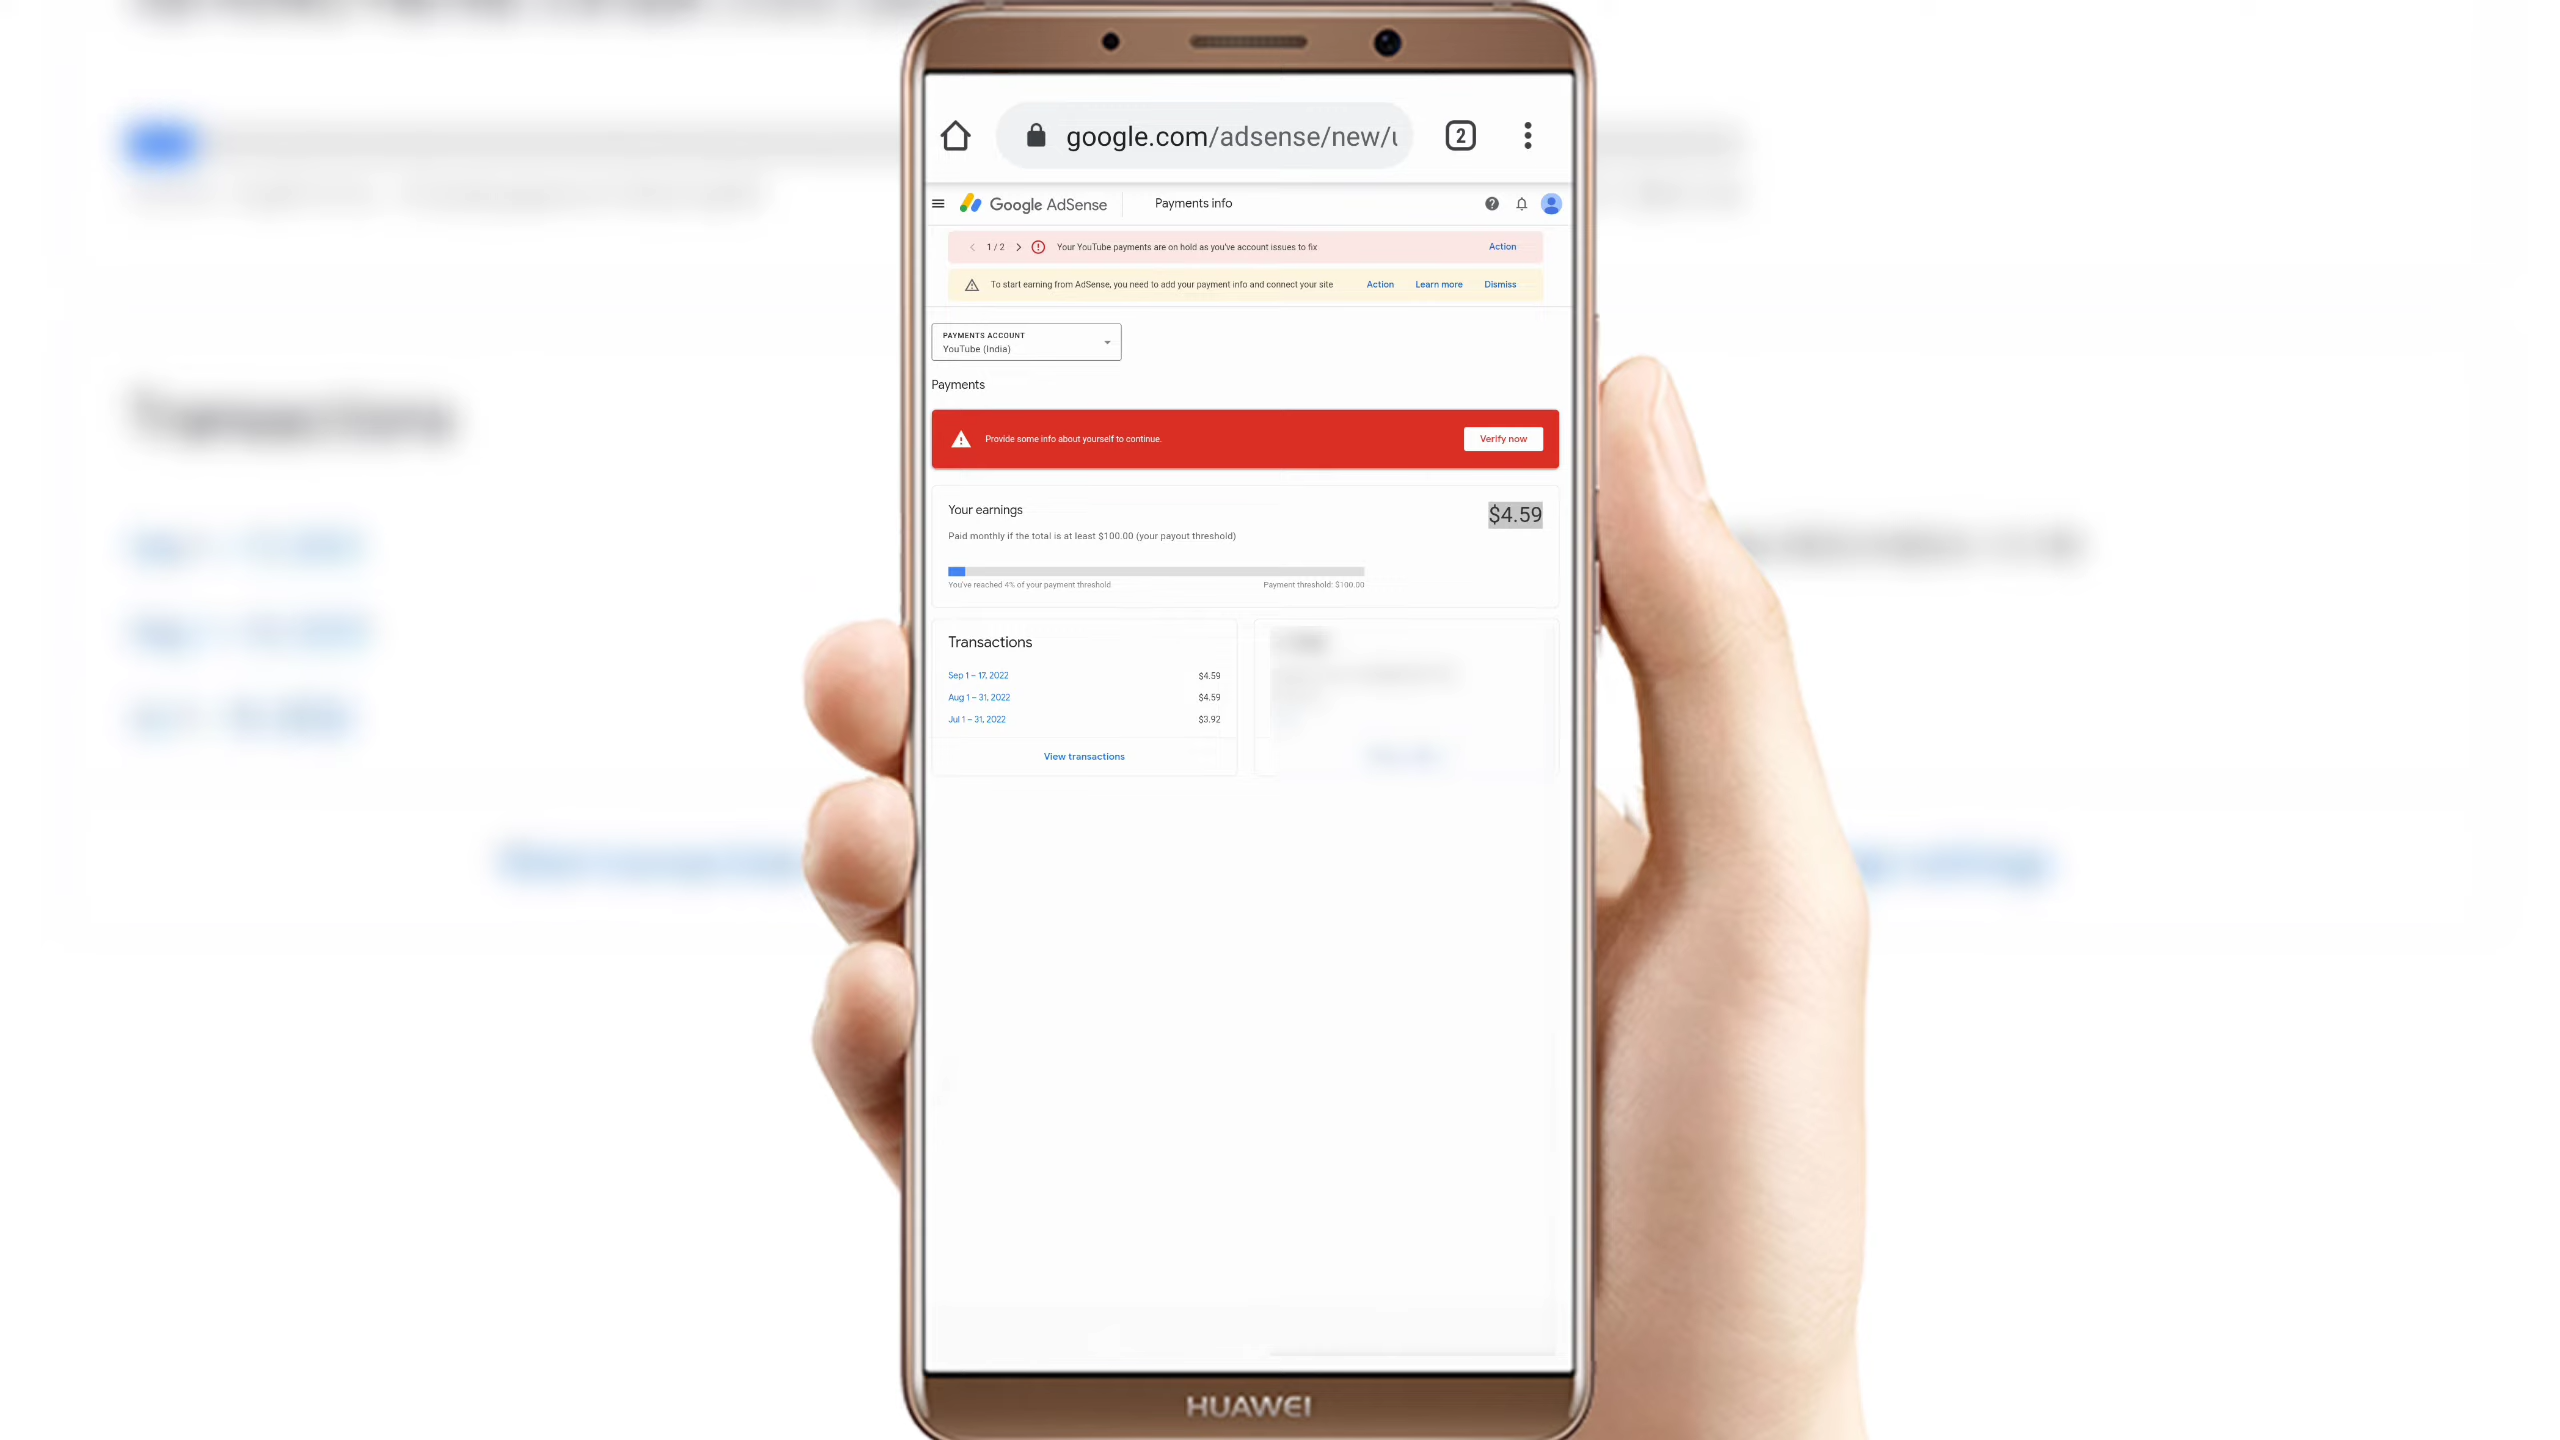 google.com/adsense/new/u
2
Google AdSense
Payments info
1 / 2
Your YouTube payments are on hold as you've account issues to fix
Action
To start earning from AdSense, you need to add your payment info and connect your site
Action
Learn more
Dismiss
PAYMENTS ACCOUNT
YouTube (India)
Payments
Provide some info about yourself to continue.
Verify now
Your earnings
$4.59
Paid monthly if the total is at least $100.00 (your payout threshold)
You've reached 4% of your payment threshold
Payment threshold: $100.00
Transactions
Sep 1 – 17, 2022 $4.59
Aug 1 – 31, 2022 $4.59
Jul 1 – 31, 2022 $3.92
View transactions
HUAWEI
Transactions